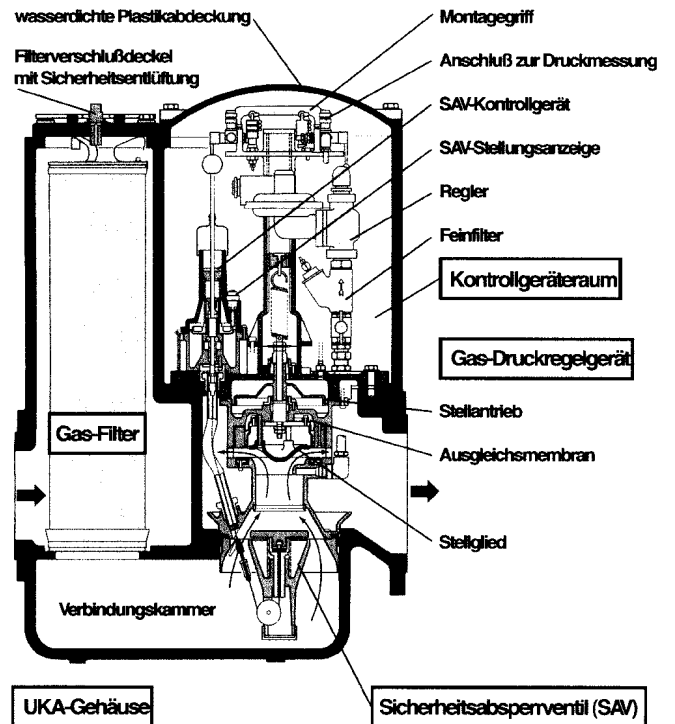 wasserdichte Plastikabdeckung
Filterverschlußdeckel
mit Sicherheitsentlüftung
Montagegriff
Anschluß zur Druckmessung
SAV-Kontrollgerät
SAV-Stellungsanzeige
Regler
Feinfilter
Kontrollgeräteraum
Gas-Druckregelgerät
Stellantrieb
Ausgleichsmembran
Stellglied
Gas-Filter
Verbindungskammer
UKA-Gehäuse
Sicherheitsabsperrventil (SAV)